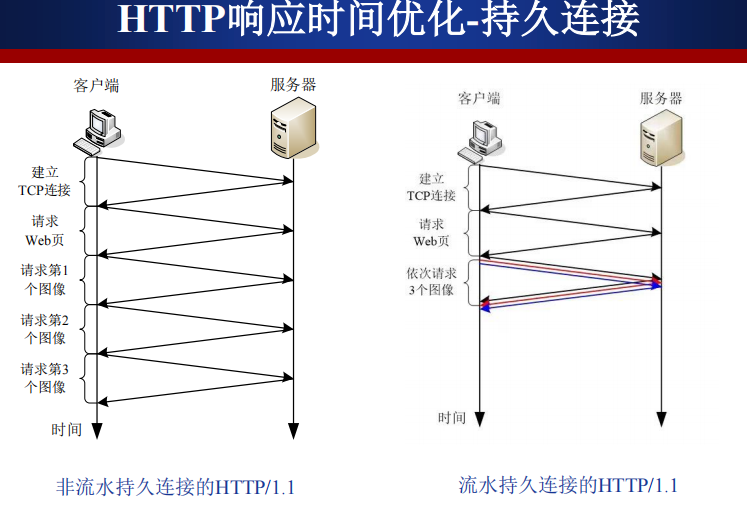 HTTP响应时间优化-持久连接
客户端
服务器
建立
TCP连接
请求
Web页
请求第1
个图像
请求第2
个图像
请求第3
个图像
时间
非流水持久连接的HTTP/1.1
客户端
服务器
建立
TCP连接
请求
Web页
依次请求
3个图像
时间
流水持久连接的HTTP/1.1